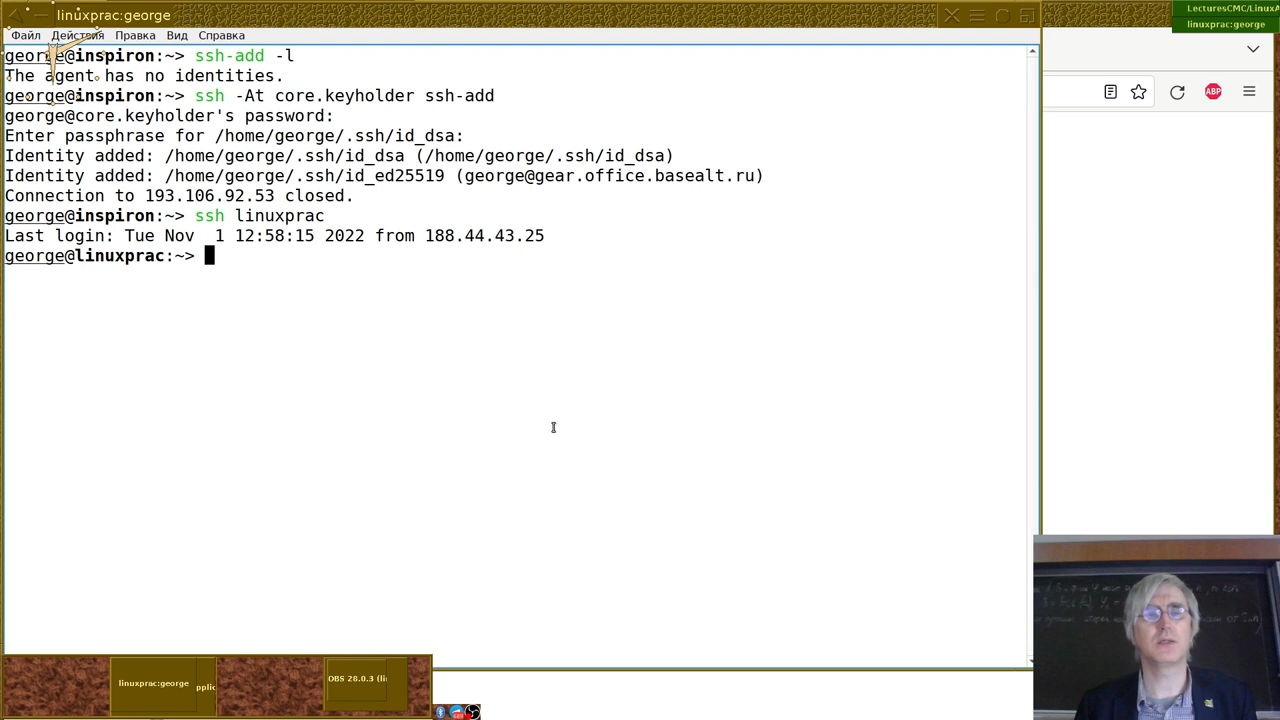 linuxprac:george
Файл Действия Правка Вид Справка
george@inspiron:~> ssh-add -l
The agent has no identities.
george@inspiron:~> ssh -At core.keyholder ssh-add
george@core.keyholder's password:
Enter passphrase for /home/george/.ssh/id_dsa:
Identity added: /home/george/.ssh/id_dsa (/home/george/.ssh/id_dsa)
Identity added: /home/george/.ssh/id_ed25519 (george@gear.office.basealt.ru)
Connection to 193.106.92.53 closed.
george@inspiron:~> ssh linuxprac
Last login: Tue Nov  1 12:58:15 2022 from 188.44.43.25
george@linuxprac:~>
LecturesCMC/LinuxA
linuxprac:george
ABP
linuxprac:george
OBS 28.0.3 (li